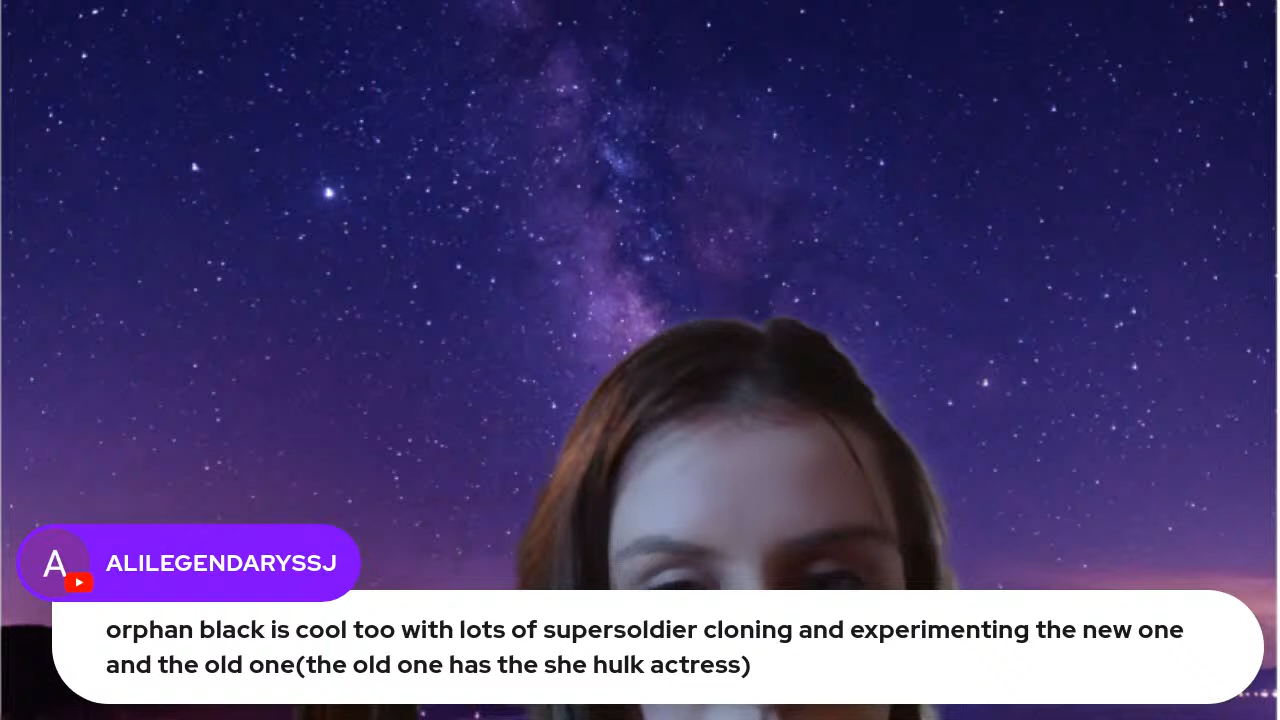 A
ALILEGENDARYSSJ
orphan black is cool too with lots of supersoldier cloning and experimenting the new one
and the old one(the old one has the she hulk actress)